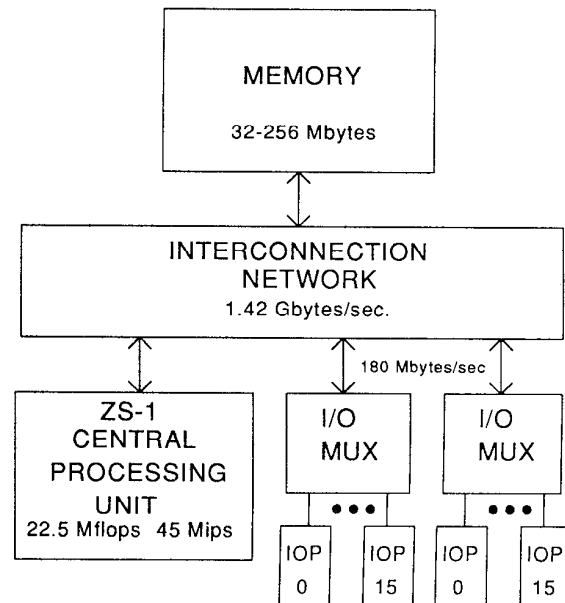 MEMORY
32-256 Mbytes
INTERCONNECTION
NETWORK
1.42 Gbytes/sec.
180 Mbytes/sec
ZS-1
CENTRAL
PROCESSING
UNIT
22.5 Mflops 45 Mips
I/O
MUX
I/O
MUX
IOP
0
IOP
15
IOP
0
IOP
15